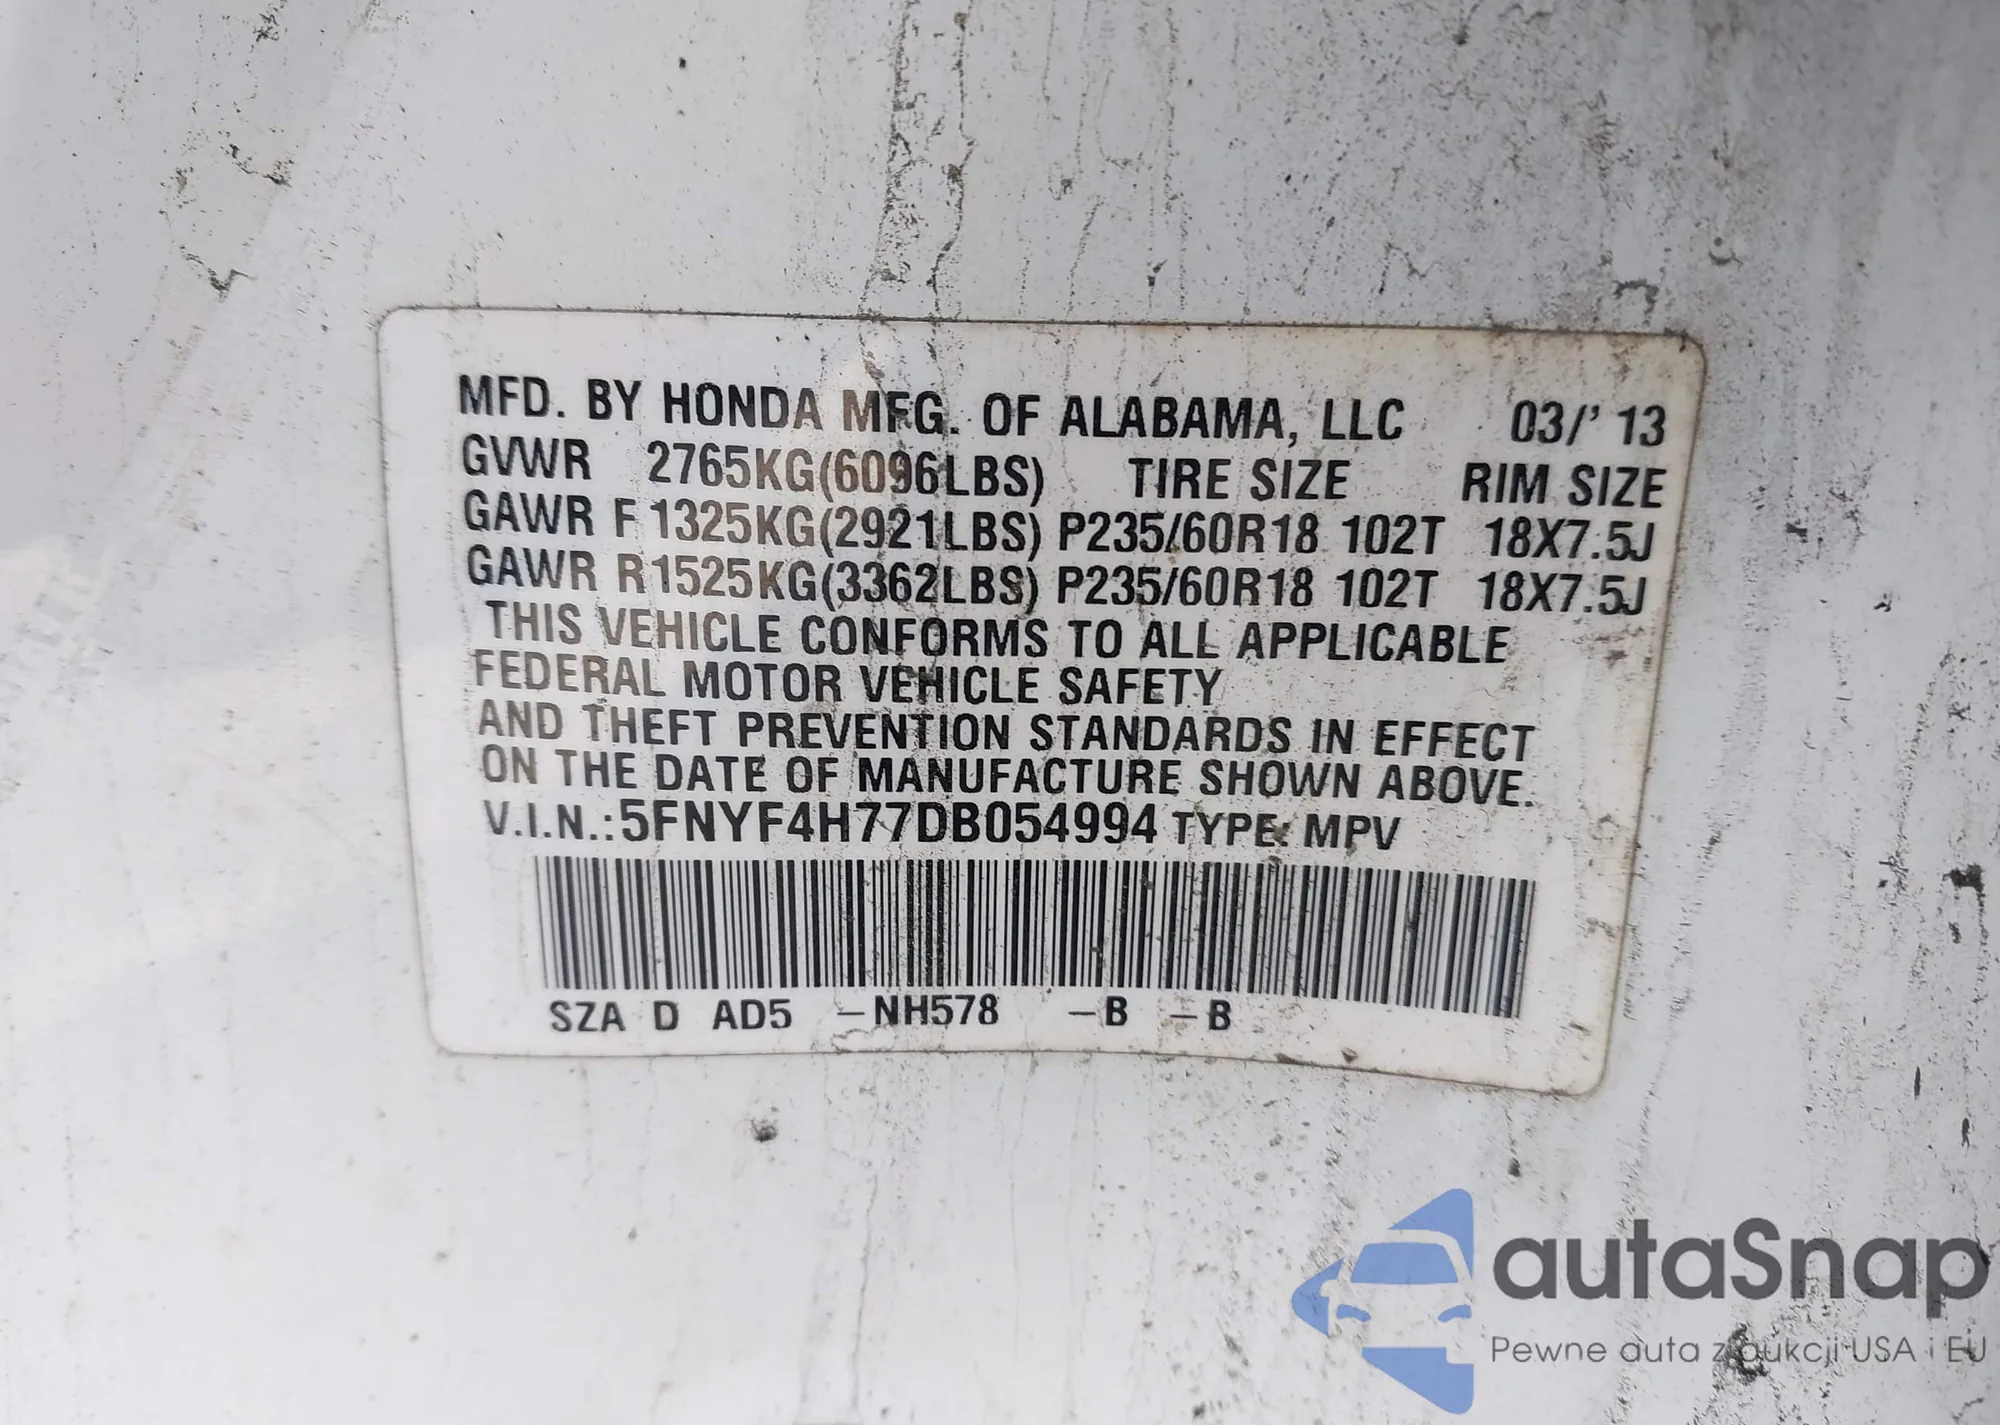 MFD. BY HONDA MFG. OF ALABAMA, LLC 03/' 13
GVWR 2765KG(6096LBS) TIRE SIZE RIM SIZE
GAWR F 1325KG(2921LBS) P235/60R18 102T 18X7.5J
GAWR R1525KG(3362LBS) P235/60R18 102T 18X7.5J
THIS VEHICLE CONFORMS TO ALL APPLICABLE
FEDERAL MOTOR VEHICLE SAFETY
AND THEFT PREVENTION STANDARDS IN EFFECT
ON THE DATE OF MANUFACTURE SHOWN ABOVE.
V.I.N.:5FNYF4H77DB054994 TYPE: MPV
SZA D AD5 –NH578 –B –B
autaSnap
Pewne auta z aukcji USA i EU